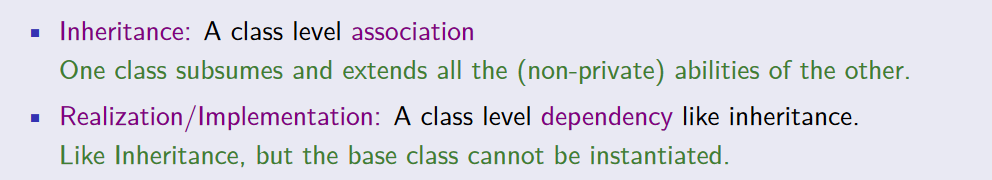 ▪ Inheritance: A class level association
One class subsumes and extends all the (non-private) abilities of the other.
▪ Realization/Implementation: A class level dependency like inheritance.
Like Inheritance, but the base class cannot be instantiated.